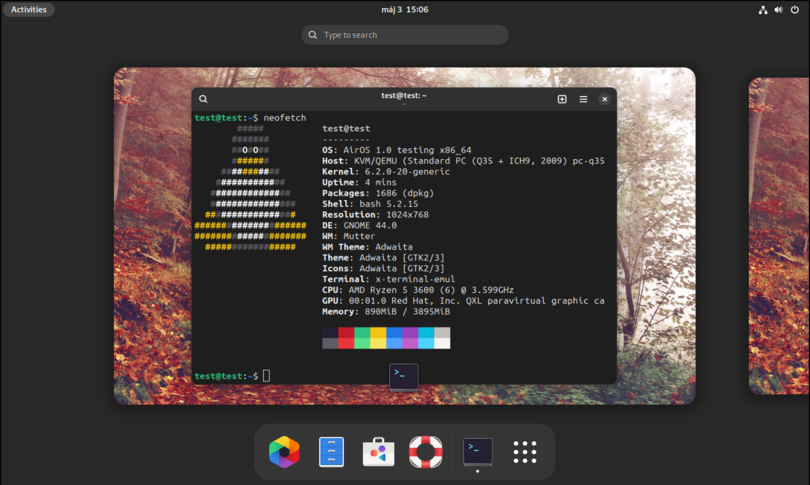 Activities
máj 3 15:06
Type to search
test@test: ~
~
test@test:~$ neofetch
test@test
---------
OS: AirOS 1.0 testing x86_64
Host: KVM/QEMU (Standard PC (Q35 + ICH9, 2009) pc-q35
Kernel: 6.2.0-20-generic
Uptime: 4 mins
Packages: 1686 (dpkg)
Shell: bash 5.2.15
Resolution: 1024x768
DE: GNOME 44.0
WM: Mutter
WM Theme: Adwaita
Theme: Adwaita [GTK2/3]
Icons: Adwaita [GTK2/3]
Terminal: x-terminal-emul
CPU: AMD Ryzen 5 3600 (6) @ 3.599GHz
GPU: 00:01.0 Red Hat, Inc. QXL paravirtual graphic ca
Memory: 890MiB / 3895MiB
test@test:~$
>_
>_